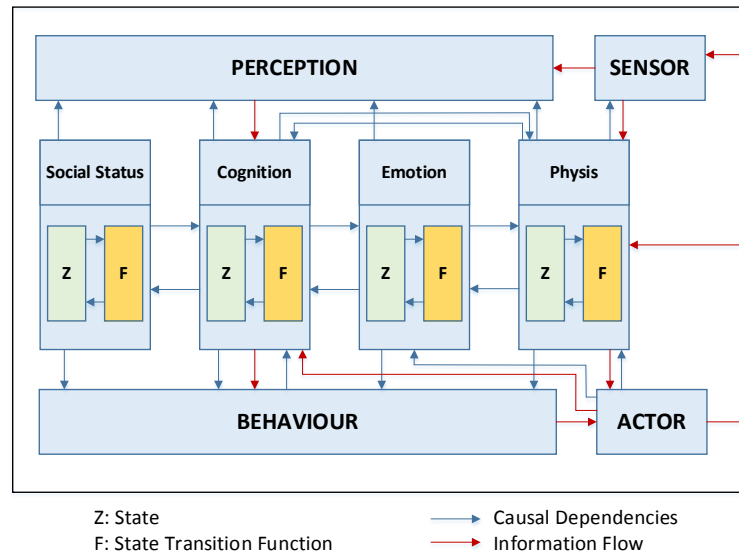 PERCEPTION
SENSOR
Social Status
Cognition
Emotion
Physis
Z
F
Z
F
Z
F
Z
F
BEHAVIOUR
ACTOR
Z: State
Causal Dependencies
F: State Transition Function
Information Flow